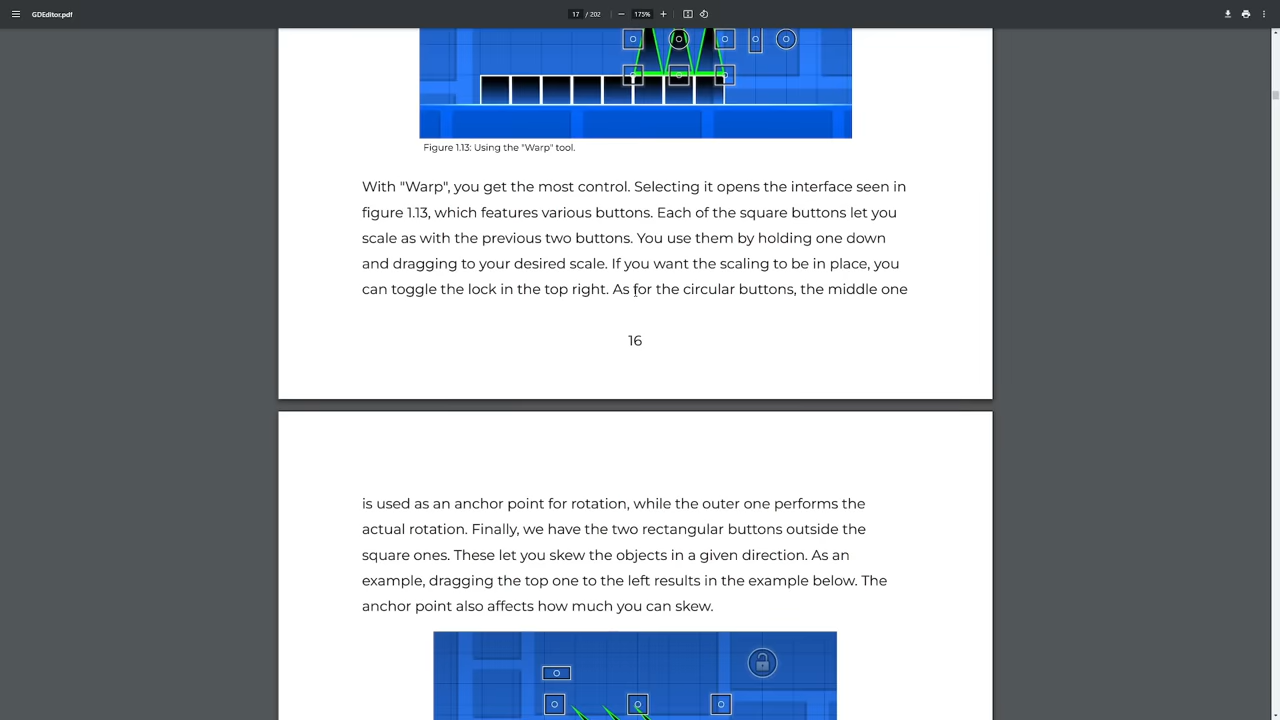 GDEditor.pdf
17 / 202
175%
Figure 1.13: Using the "Warp" tool.
With "Warp", you get the most control. Selecting it opens the interface seen in
figure 1.13, which features various buttons. Each of the square buttons let you
scale as with the previous two buttons. You use them by holding one down
and dragging to your desired scale. If you want the scaling to be in place, you
can toggle the lock in the top right. As for the circular buttons, the middle one
16
is used as an anchor point for rotation, while the outer one performs the
actual rotation. Finally, we have the two rectangular buttons outside the
square ones. These let you skew the objects in a given direction. As an
example, dragging the top one to the left results in the example below. The
anchor point also affects how much you can skew.